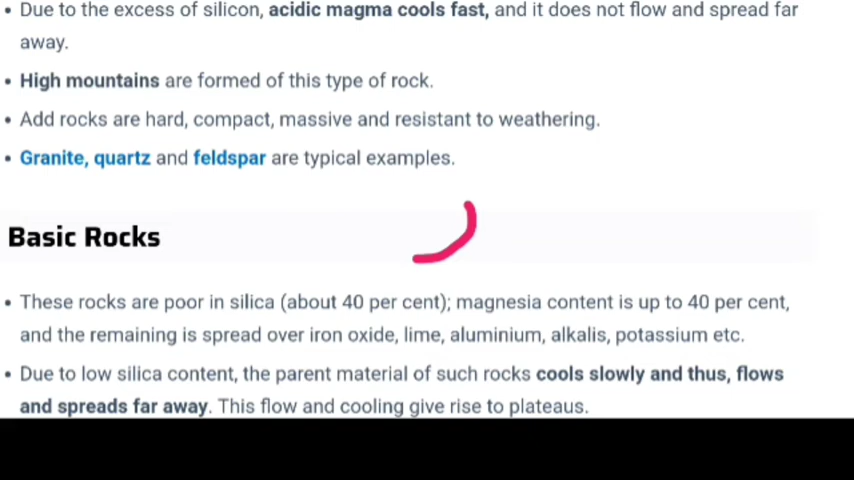 • Due to the excess of silicon, acidic magma cools fast, and it does not flow and spread far
away.
• High mountains are formed of this type of rock.
• Add rocks are hard, compact, massive and resistant to weathering.
• Granite, quartz and feldspar are typical examples.
Basic Rocks
• These rocks are poor in silica (about 40 per cent); magnesia content is up to 40 per cent,
and the remaining is spread over iron oxide, lime, aluminium, alkalis, potassium etc.
• Due to low silica content, the parent material of such rocks cools slowly and thus, flows
and spreads far away. This flow and cooling give rise to plateaus.